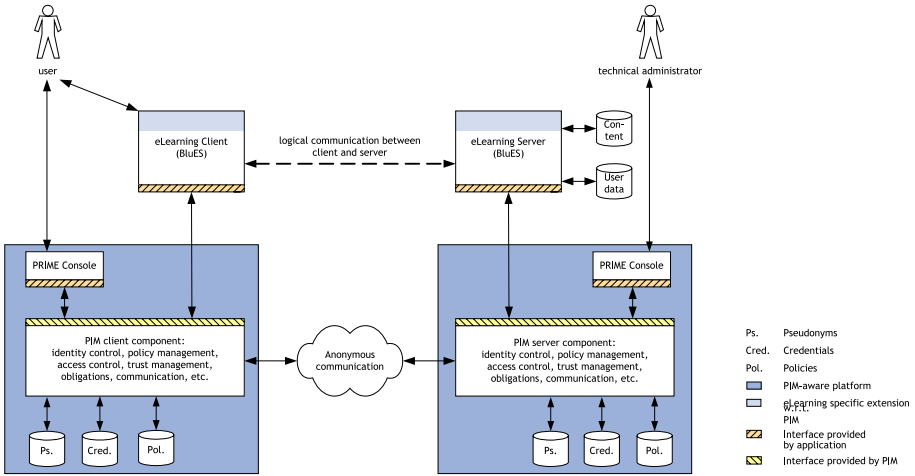 user
technical administrator
eLearning Client
(BluES)
logical communication between
client and server
eLearning Server
(BluES)
Con-
tent
User
data
PRIME Console
PRIME Console
PIM client component:
identity control, policy management,
access control, trust management,
obligations, communication, etc.
Anonymous
communication
PIM server component:
identity control, policy management,
access control, trust management,
obligations, communication, etc.
Ps.
Cred.
Pol.
Ps.
Cred.
Pol.
Ps. Pseudonyms
Cred. Credentials
Pol. Policies
PIM-aware platform
eLearning specific extension
w.r.t.
PIM
Interface provided
by application
Interface provided by PIM